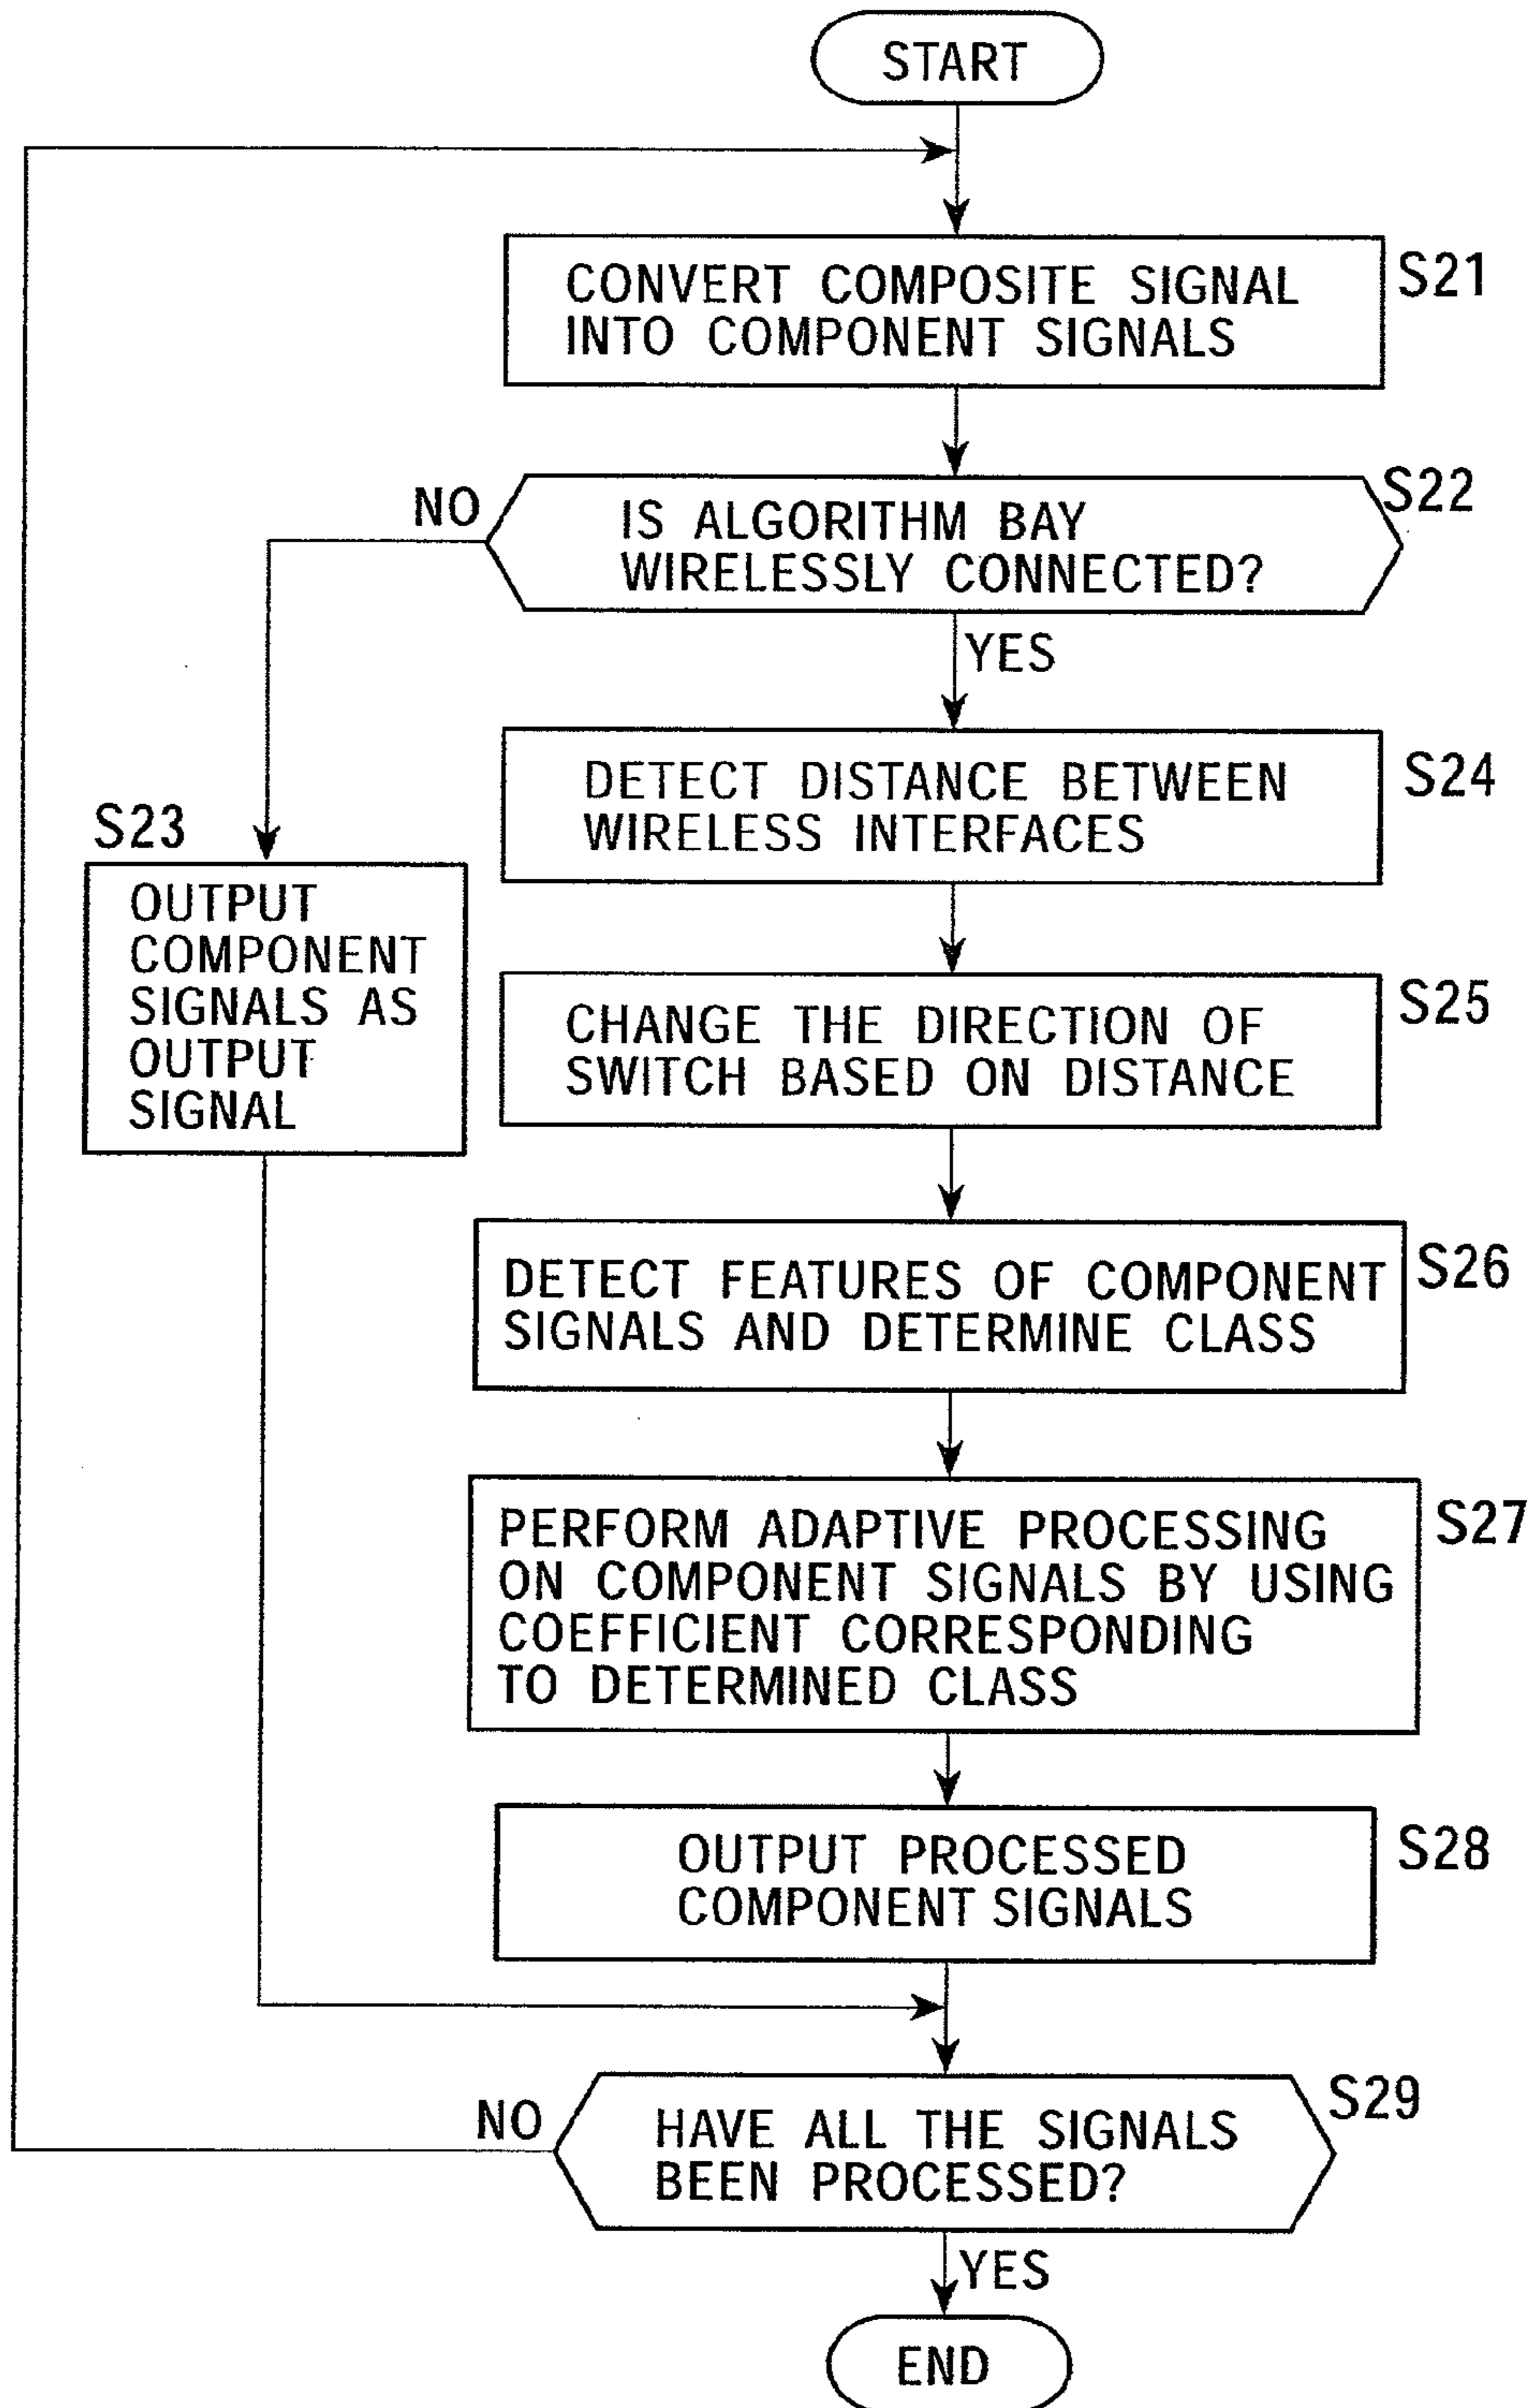 START
CONVERT COMPOSITE SIGNAL
INTO COMPONENT SIGNALS
S21
NO
IS ALGORITHM BAY
WIRELESSLY CONNECTED?
S22
YES
DETECT DISTANCE BETWEEN
WIRELESS INTERFACES
S24
S23
OUTPUT
COMPONENT
SIGNALS AS
OUTPUT
SIGNAL
CHANGE THE DIRECTION OF
SWITCH BASED ON DISTANCE
S25
DETECT FEATURES OF COMPONENT
SIGNALS AND DETERMINE CLASS
S26
PERFORM ADAPTIVE PROCESSING
ON COMPONENT SIGNALS BY USING
COEFFICIENT CORRESPONDING
TO DETERMINED CLASS
S27
OUTPUT PROCESSED
COMPONENT SIGNALS
S28
NO
HAVE ALL THE SIGNALS
BEEN PROCESSED?
S29
YES
END